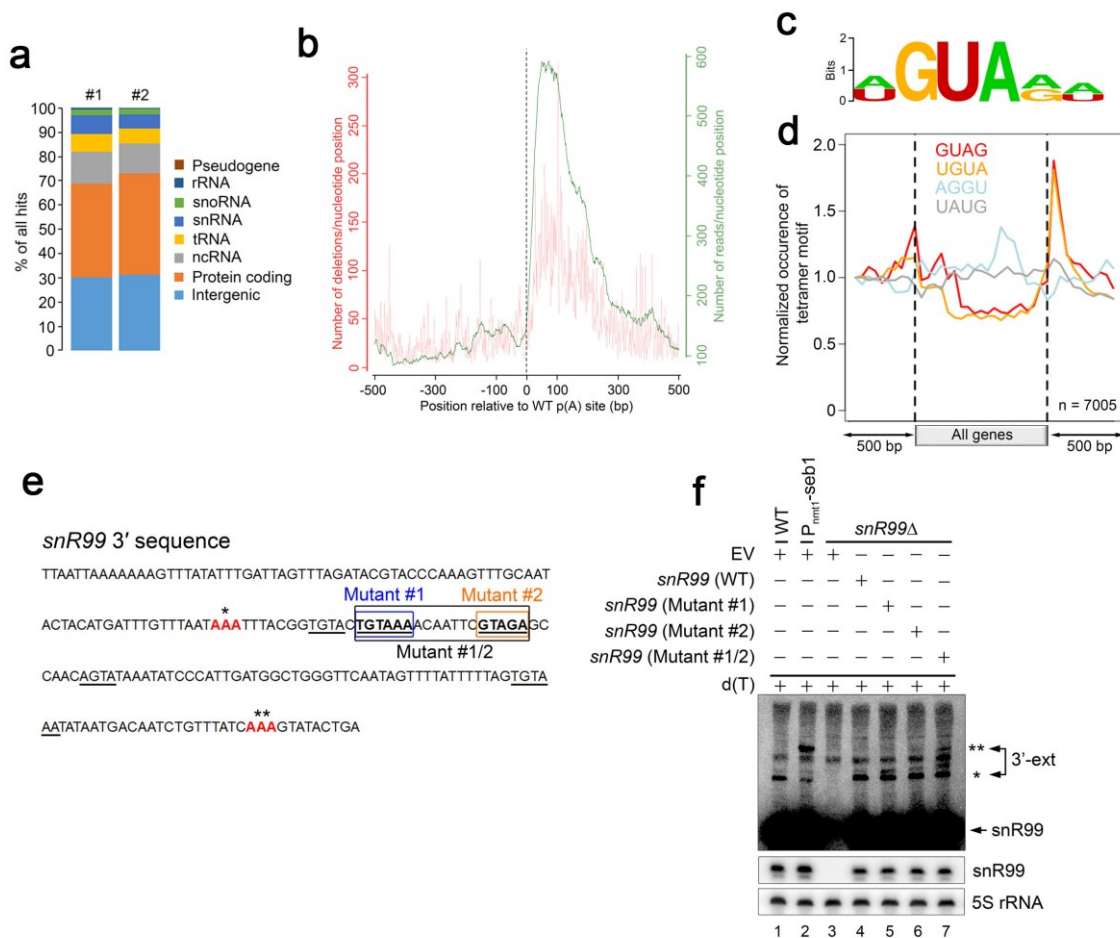 a
#1 #2
% of all hits
100
90
80
70
60
50
40
30
20
10
0
Pseudogene
rRNA
snoRNA
snRNA
tRNA
ncRNA
Protein coding
Intergenic
b
Number of deletions/nucleotide position
300
250
200
150
100
50
0
Number of reads/nucleotide position
600
500
400
300
200
100
-500 -300 -100 0 100 300 500
Position relative to WT p(A) site (bp)
c
Bits
2
1
0
A GUA A A
U G U
d
Normalized occurence of
tetramer motif
2.0
1.5
1.0
0.5
0
GUAG
UGUA
AGGU
UAUG
n = 7005
500 bp All genes 500 bp
e
snR99 3′ sequence
TTAATTAAAAAAAGTTTATATTTGATTAGTTTAGATACGTACCCAAAGTTTGCAAT
Mutant #1 Mutant #2
*
ACTACATGATTTGTTTAATAAATTTACGGTGTACTGTAAAACAATTCGTAGAGC
Mutant #1/2
CAACAGTATAAATATCCCATTGATGGCTGGGTTCAATAGTTTTATTTTTAGTGTA
**
AATATAATGACAATCTGTTTATCAAAGTATACTGA
f
WT Pnmt1-seb1 snR99Δ
EV + + + – – – –
snR99 (WT) – – – + – – –
snR99 (Mutant #1) – – – – + – –
snR99 (Mutant #2) – – – – – + –
snR99 (Mutant #1/2) – – – – – – +
d(T) + + + + + + +
**
3'-ext
*
snR99
snR99
5S rRNA
1 2 3 4 5 6 7